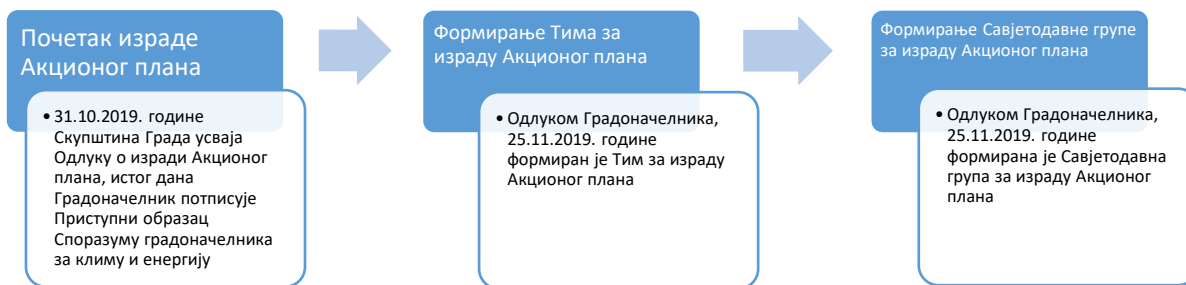 Почетак израде
Акционог плана
• 31.10.2019. године
Скупштина Града усваја
Одлуку о изради Акционог
плана, истог дана
Градоначелник потписује
Приступни образац
Споразуму градоначелника
за климу и енергију
Формирање Тима за
израду Акционог плана
• Одлуком Градоначелника,
25.11.2019. године
формиран је Тим за израду
Акционог плана
Формирање Савјетодавне групе
за израду Акционог плана
• Одлуком Градоначелника,
25.11.2019. године
формирана је Савјетодавна
група за израду Акционог
плана